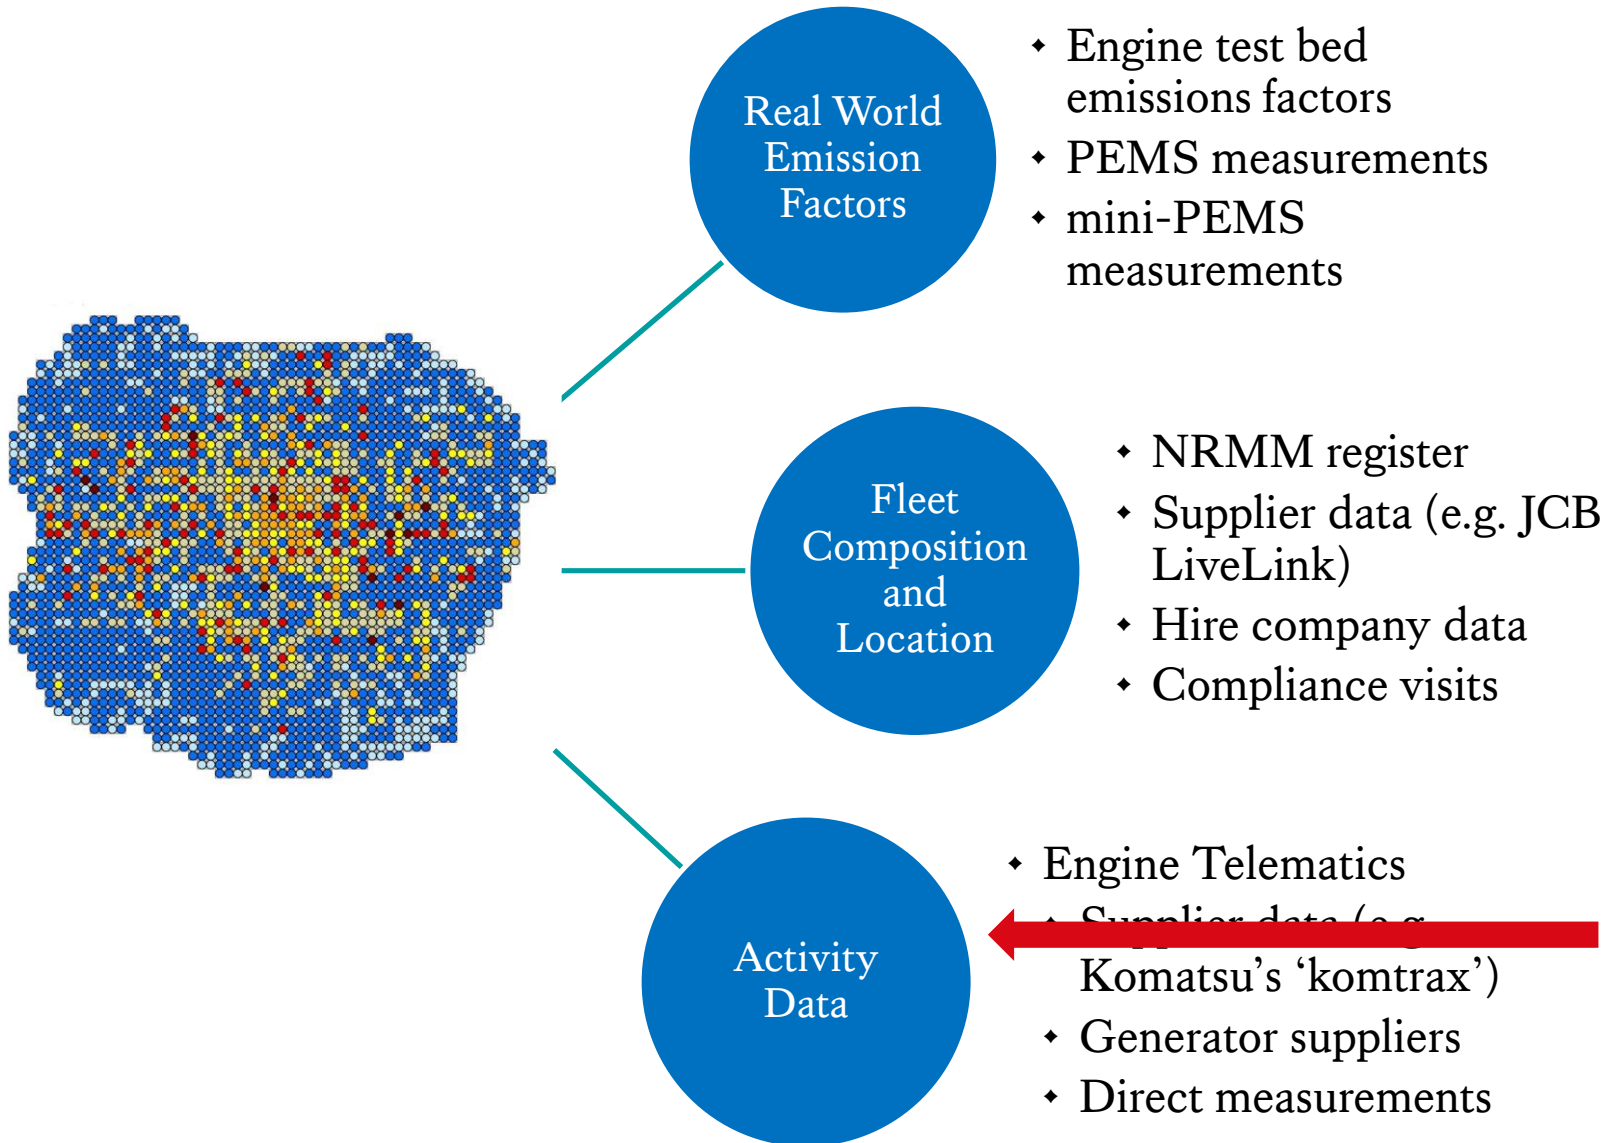 Real World
Emission
Factors
Engine test bed
emissions factors
PEMS measurements
mini-PEMS
measurements
Fleet
Composition
and
Location
NRMM register
Supplier data (e.g. JCB
LiveLink)
Hire company data
Compliance visits
Activity
Data
Engine Telematics
Supplier data (e.g.
Komatsu’s ‘komtrax’)
Generator suppliers
Direct measurements